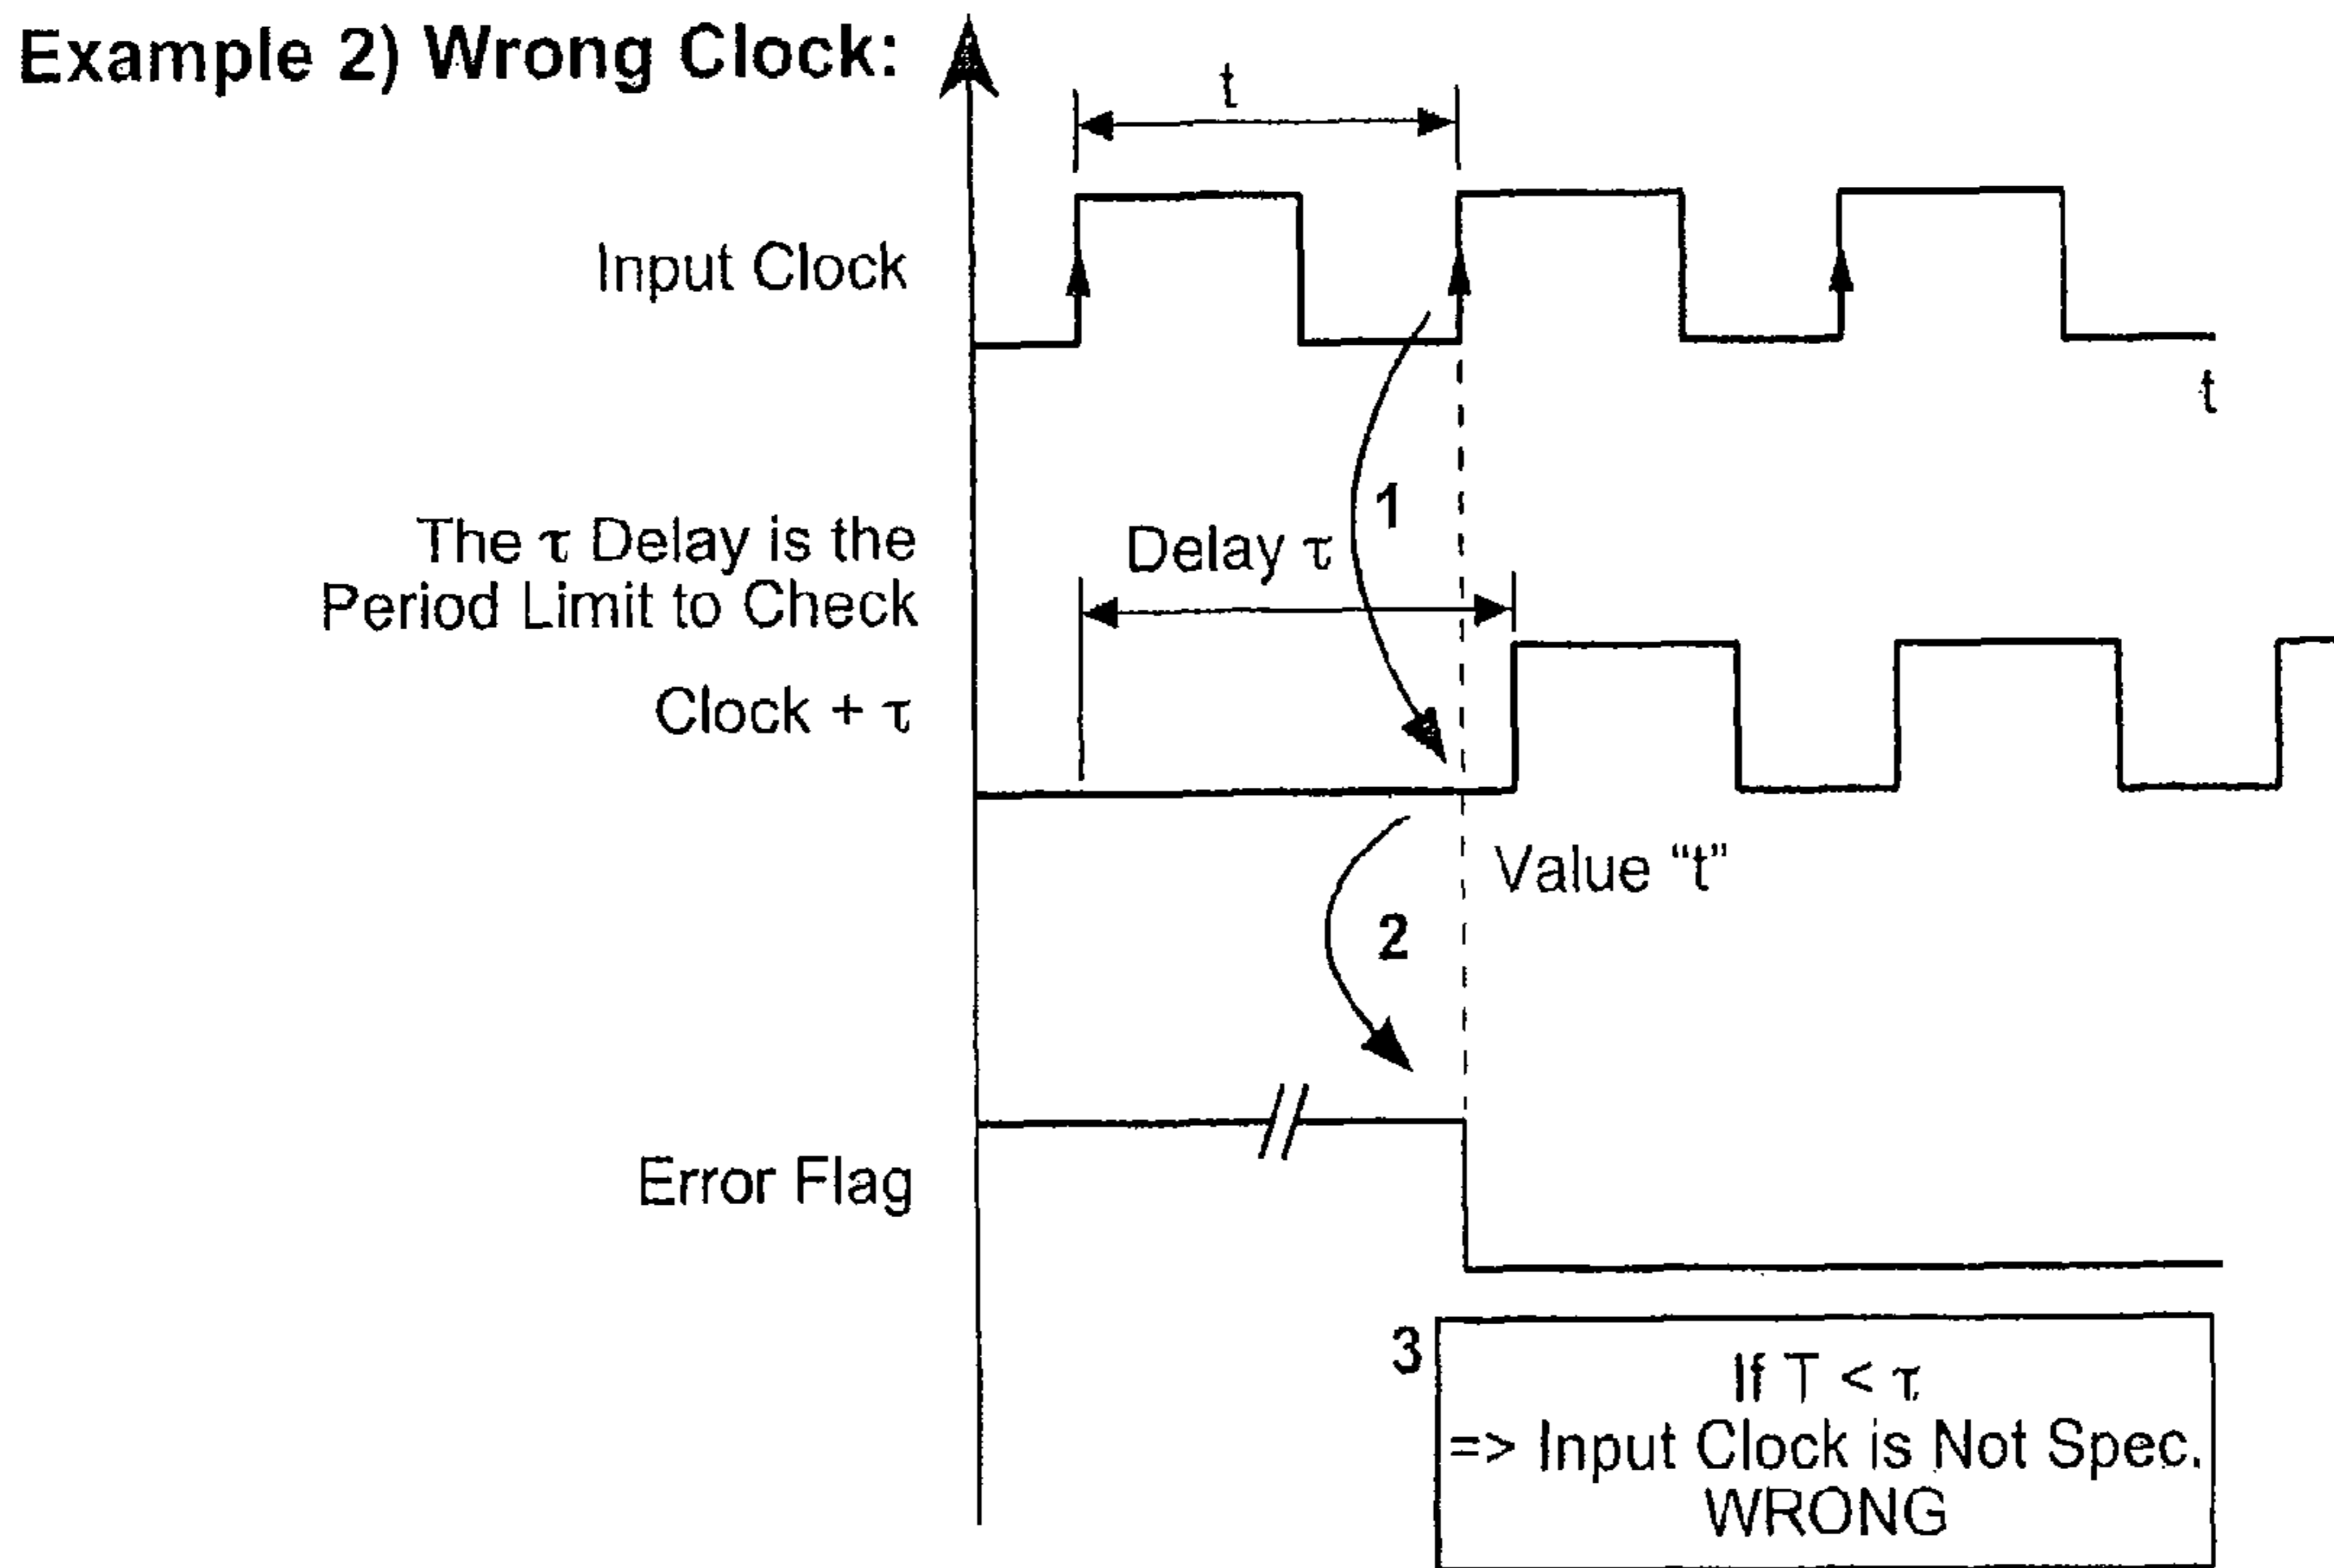 Example 2) Wrong Clock:
t
Input Clock
t
1
The τ Delay is the
Period Limit to Check
Delay τ
Clock + τ
Value “t”
2
Error Flag
3
If T < τ
=> Input Clock is Not Spec.
WRONG